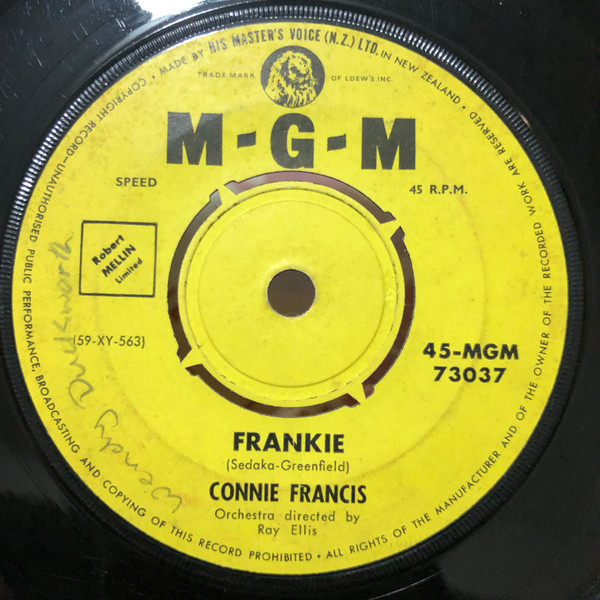 COPYRIGHT RECORD-UNAUTHORISED PUBLIC PERFORMANCE, BROADCASTING AND COPYING OF THIS RECORD PROHIBITED • ALL RIGHTS OF THE MANUFACTURER AND OF THE OWNER OF THE RECORDED WORK ARE RESERVED •
• MADE BY HIS MASTER'S VOICE (N.Z.) LTD. IN NEW ZEALAND.
TRADE MARK OF LOEW'S INC.
M-G-M
SPEED 45 R.P.M.
Robert
MELLIN
Limited
(59-XY-563)
45-MGM
73037
Wendy Duckworth
FRANKIE
(Sedaka-Greenfield)
CONNIE FRANCIS
Orchestra directed by
Ray Ellis